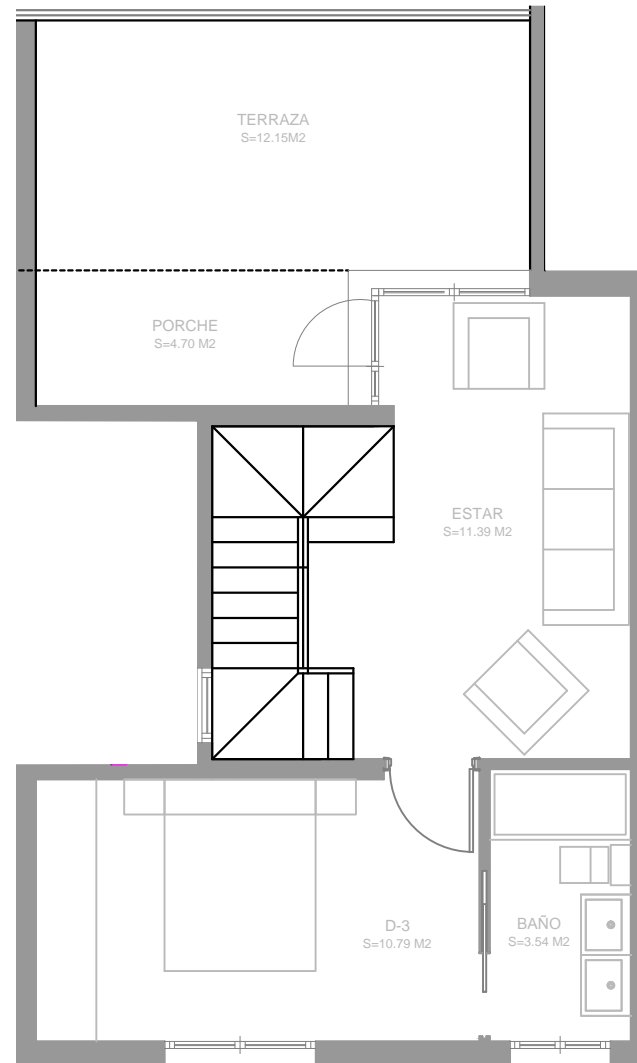 TERRAZA
S=12.15M2
PORCHE
S=4.70 M2
ESTAR
S=11.39 M2
D-3
S=10.79 M2
BAÑO
S=3.54 M2